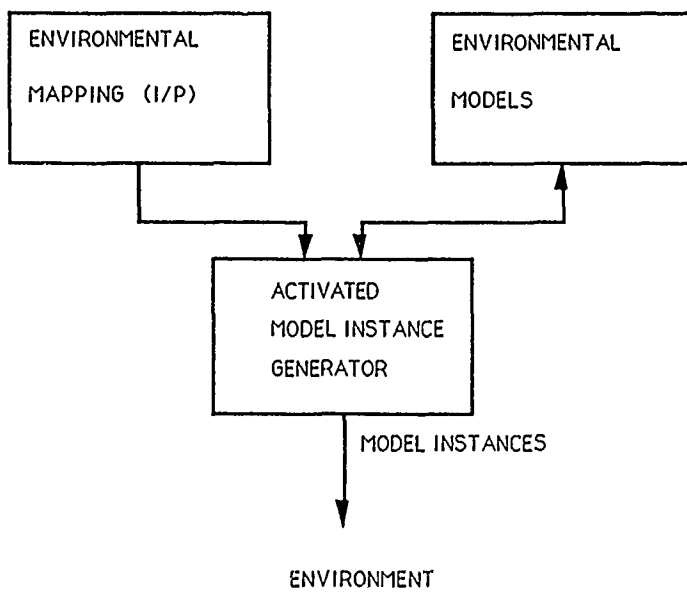 ENVIRONMENTAL
MAPPING (I/P)
ENVIRONMENTAL
MODELS
ACTIVATED
MODEL INSTANCE
GENERATOR
MODEL INSTANCES
ENVIRONMENT